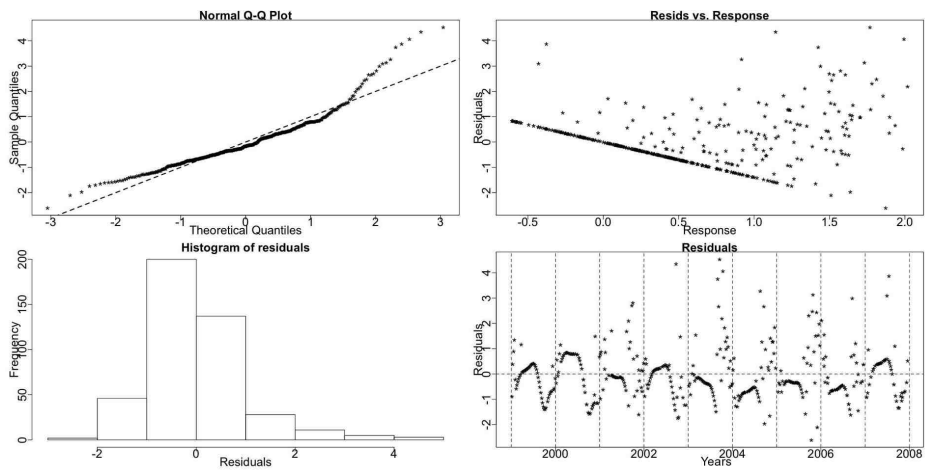 Normal Q-Q Plot
Sample Quantiles
-2 -1 0 1 2 3 4
-3 -2 -1 0 1 2 3
Theoretical Quantiles
Resids vs. Response
Residuals
-2 -1 0 1 2 3 4
-0.5 0.0 0.5 1.0 1.5 2.0
Response
Histogram of residuals
Frequency
0 50 100 150 200
-2 0 2 4
Residuals
Residuals
Residuals
-2 -1 0 1 2 3 4
2000 2002 2004 2006 2008
Years